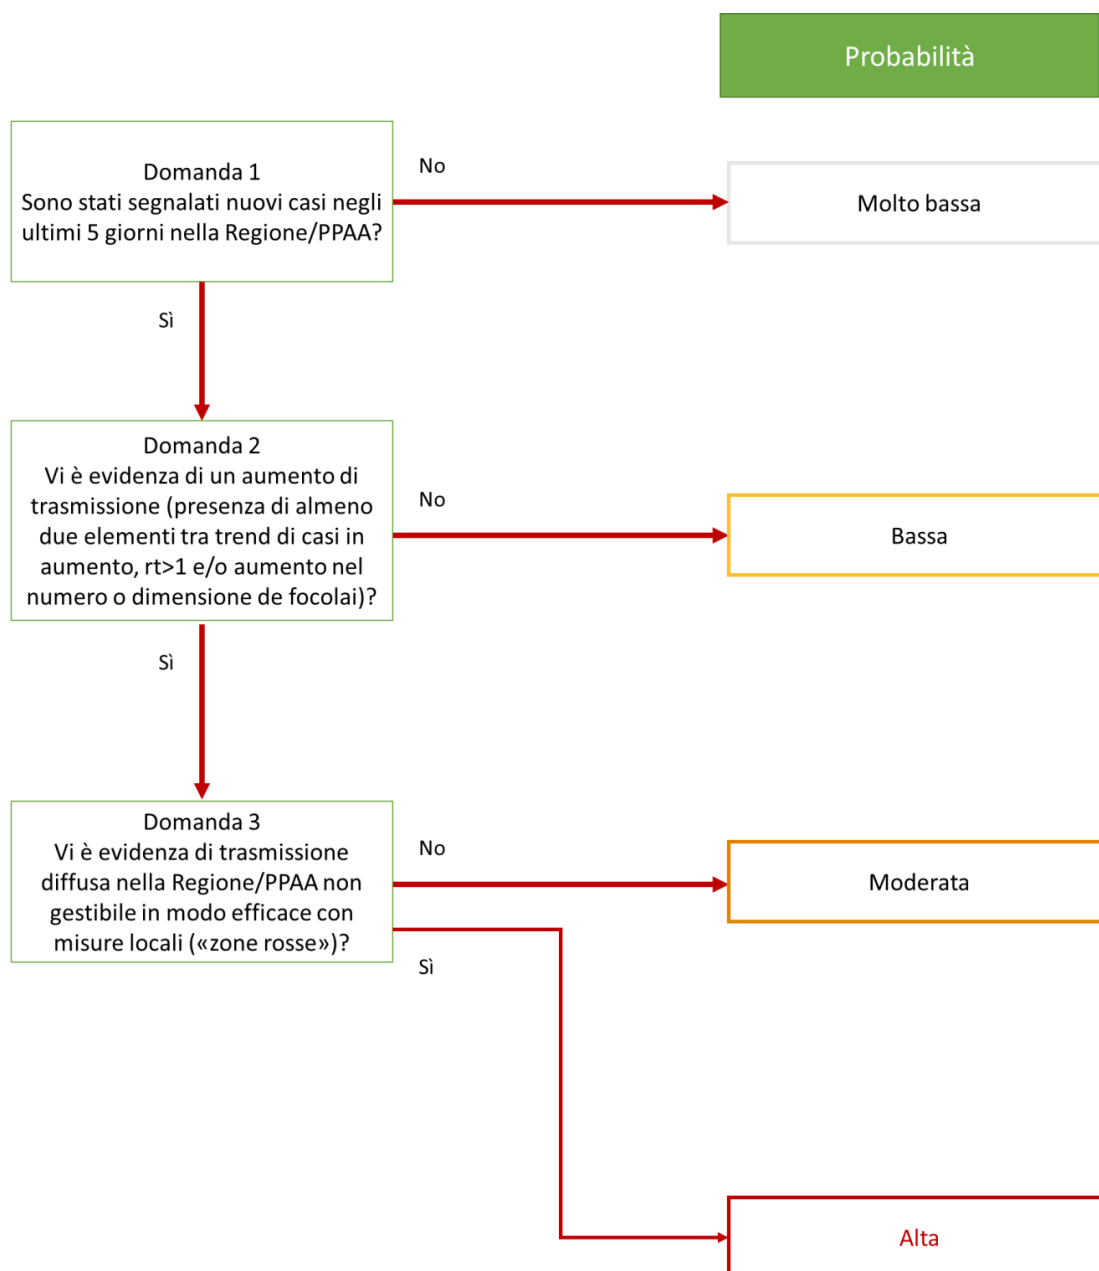 Probabilità
Domanda 1
Sono stati segnalati nuovi casi negli
ultimi 5 giorni nella Regione/PPAA?
No
Molto bassa
Sì
Domanda 2
Vi è evidenza di un aumento di
trasmissione (presenza di almeno
due elementi tra trend di casi in
aumento, rt>1 e/o aumento nel
numero o dimensione de focolai)?
No
Bassa
Sì
Domanda 3
Vi è evidenza di trasmissione
diffusa nella Regione/PPAA non
gestibile in modo efficace con
misure locali («zone rosse»)?
No
Moderata
Sì
Alta